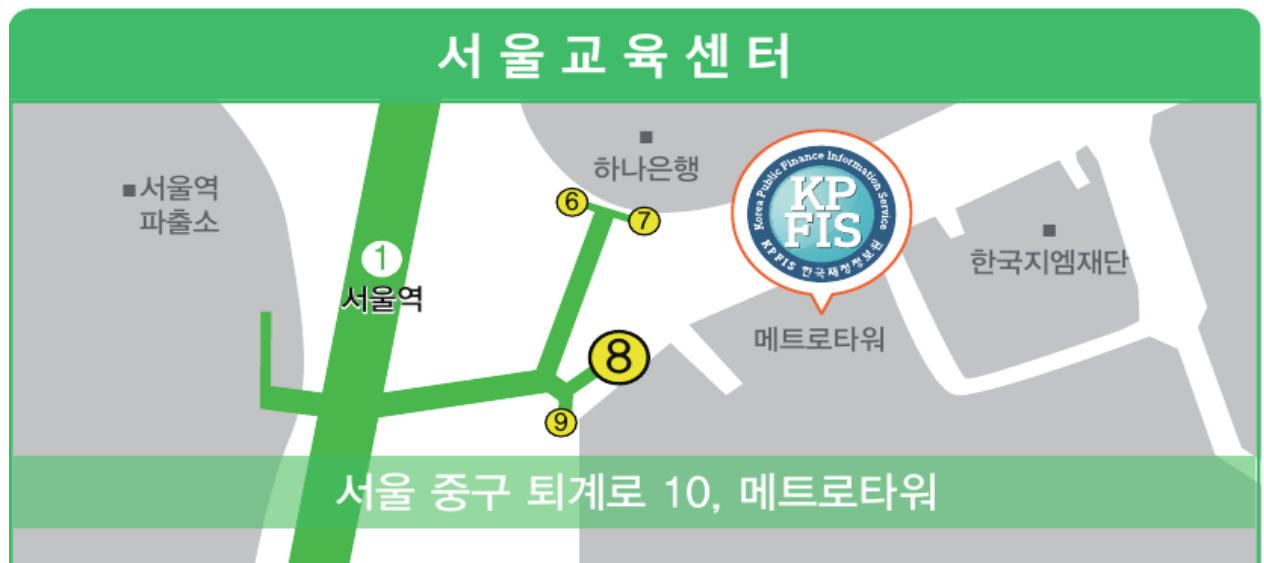 서울교육센터
■ 하나은행
■ 서울역
파출소
Korea Public Finance Information Service
KP
FIS
KPFIS 한국재정정보원
6
7
1
서울역
■ 한국지엠재단
메트로타워
8
9
서울 중구 퇴계로 10, 메트로타워